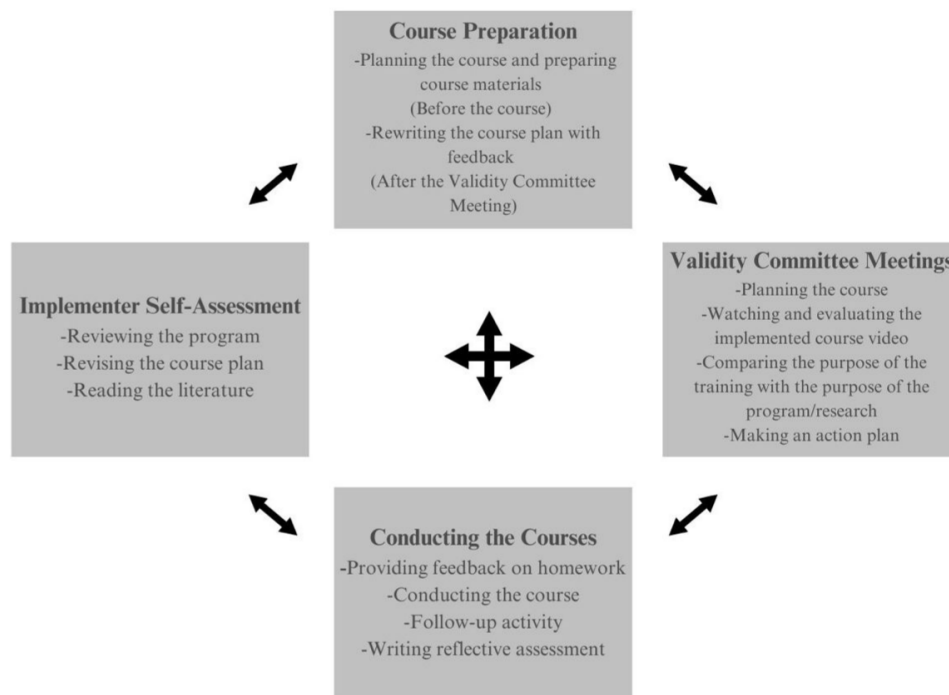 Course Preparation
-Planning the course and preparing
course materials
(Before the course)
-Rewriting the course plan with
feedback
(After the Validity Committee
Meeting)
Implementer Self-Assessment
-Reviewing the program
-Revising the course plan
-Reading the literature
Validity Committee Meetings
-Planning the course
-Watching and evaluating the
implemented course video
-Comparing the purpose of the
training with the purpose of the
program/research
-Making an action plan
Conducting the Courses
-Providing feedback on homework
-Conducting the course
-Follow-up activity
-Writing reflective assessment